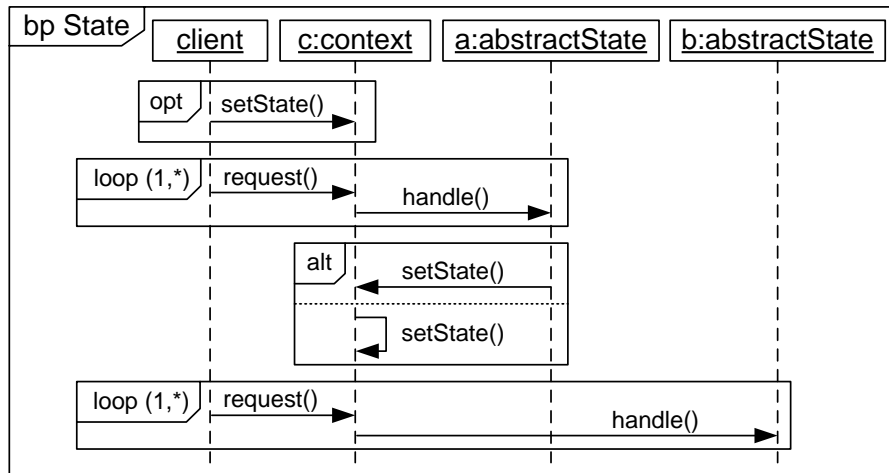 bp State
client
c:context
a:abstractState
b:abstractState
opt
setState()
loop (1,*)
request()
handle()
alt
setState()
setState()
loop (1,*)
request()
handle()